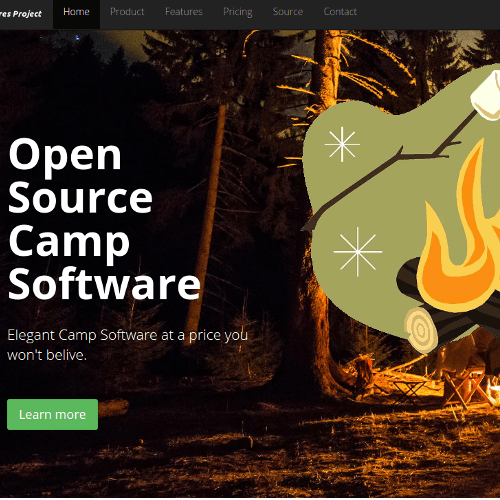 res Project Home Product Features Pricing Source Contact
Open
Source
Camp
Software
Elegant Camp Software at a price you
won't belive.
Learn more